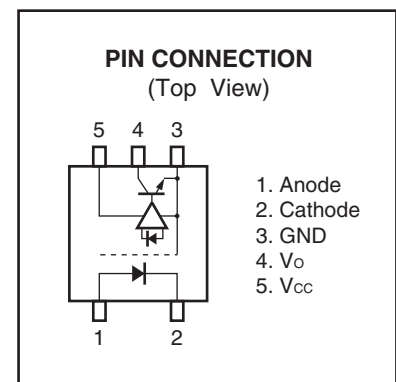 PIN CONNECTION
(Top View)
5 4 3
1. Anode
2. Cathode
3. GND
4. Vo
5. Vcc
1 2